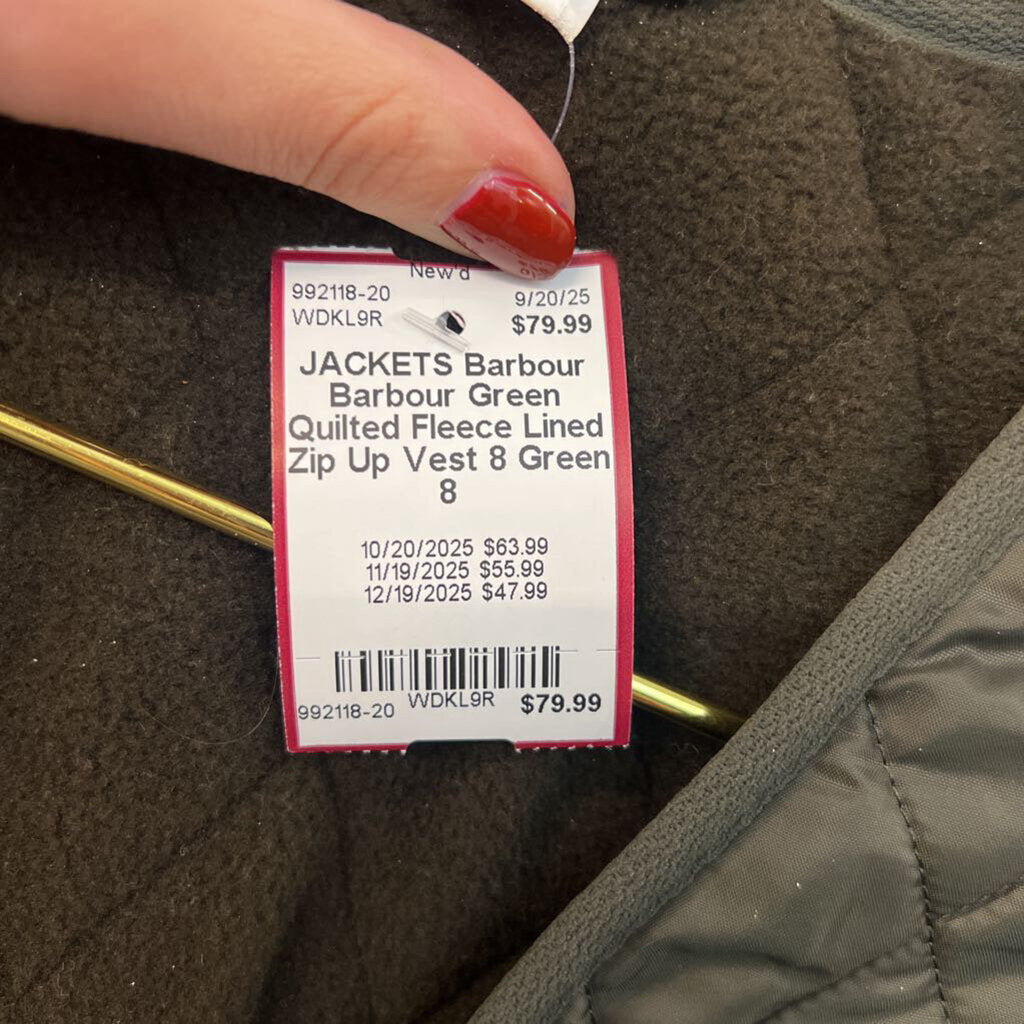 New'd
992118-20 9/20/25
WDKL9R $79.99
JACKETS Barbour
Barbour Green
Quilted Fleece Lined
Zip Up Vest 8 Green
8
10/20/2025 $63.99
11/19/2025 $55.99
12/19/2025 $47.99
992118-20 WDKL9R $79.99